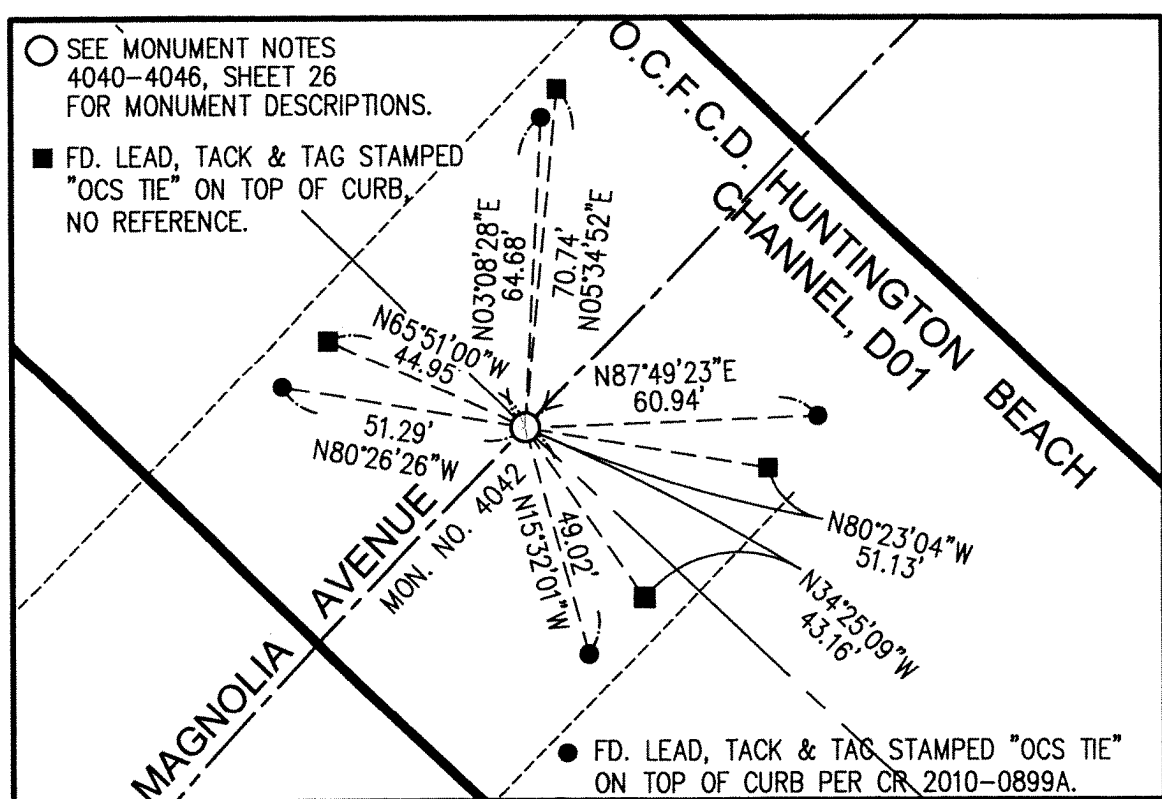 SEE MONUMENT NOTES
4040-4046, SHEET 26
FOR MONUMENT DESCRIPTIONS.
FD. LEAD, TACK & TAG STAMPED
"OCS TIE" ON TOP OF CURB,
NO REFERENCE.
O.C.F.C.D. HUNTINGTON BEACH
CHANNEL, D01
N03°08'28"E
64.68'
70.74'
N05°34'52"E
N65°51'00"W
44.95'
N87°49'23"E
60.94'
51.29'
N80°26'26"W
N80°23'04"W
51.13'
N34°25'09"W
43.16'
49.02'
N15°32'01"W
MAGNOLIA AVENUE
MON. NO. 4042
FD. LEAD, TACK & TAG STAMPED "OCS TIE"
ON TOP OF CURB PER CR 2010-0899A.